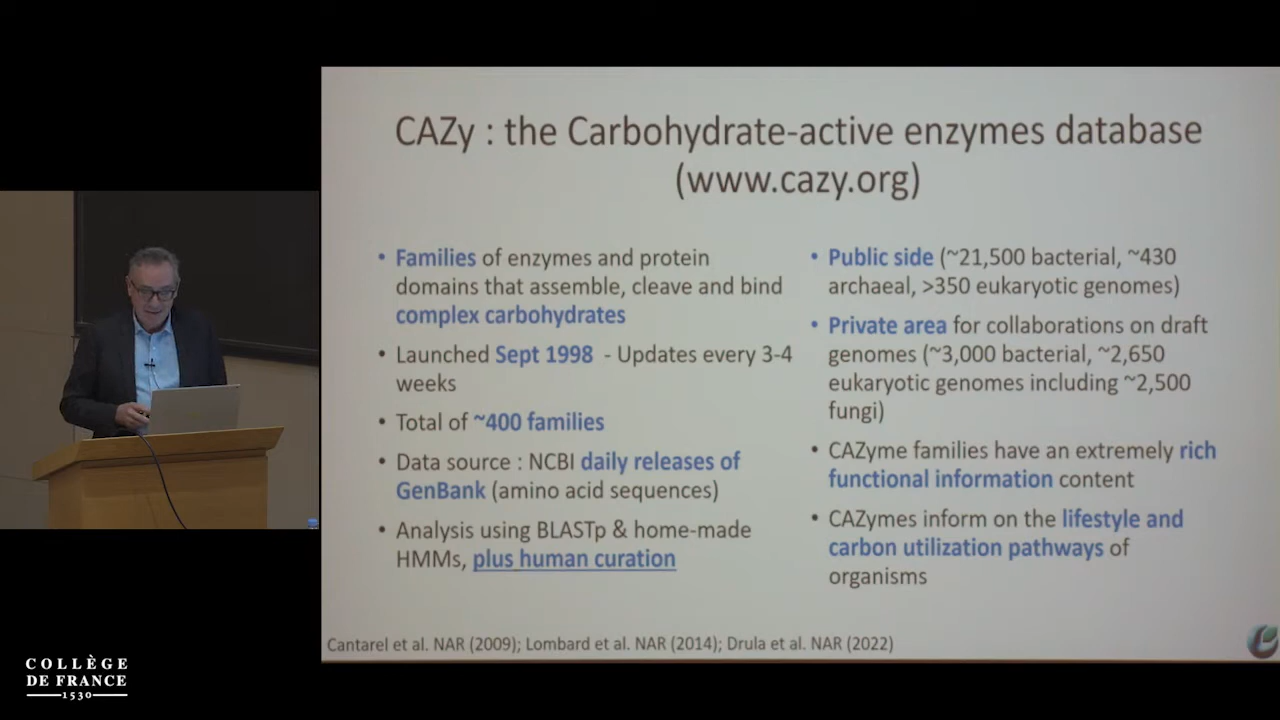 CAZy : the Carbohydrate-active enzymes database
(www.cazy.org)
• Families of enzymes and protein
domains that assemble, cleave and bind
complex carbohydrates
• Launched Sept 1998 - Updates every 3-4
weeks
• Total of ~400 families
• Data source : NCBI daily releases of
GenBank (amino acid sequences)
• Analysis using BLASTp & home-made
HMMs, plus human curation
• Public side (~21,500 bacterial, ~430
archaeal, >350 eukaryotic genomes)
• Private area for collaborations on draft
genomes (~3,000 bacterial, ~2,650
eukaryotic genomes including ~2,500
fungi)
• CAZyme families have an extremely rich
functional information content
• CAZymes inform on the lifestyle and
carbon utilization pathways of
organisms
Cantarel et al. NAR (2009); Lombard et al. NAR (2014); Drula et al. NAR (2022)
COLLÈGE
DE FRANCE
1530